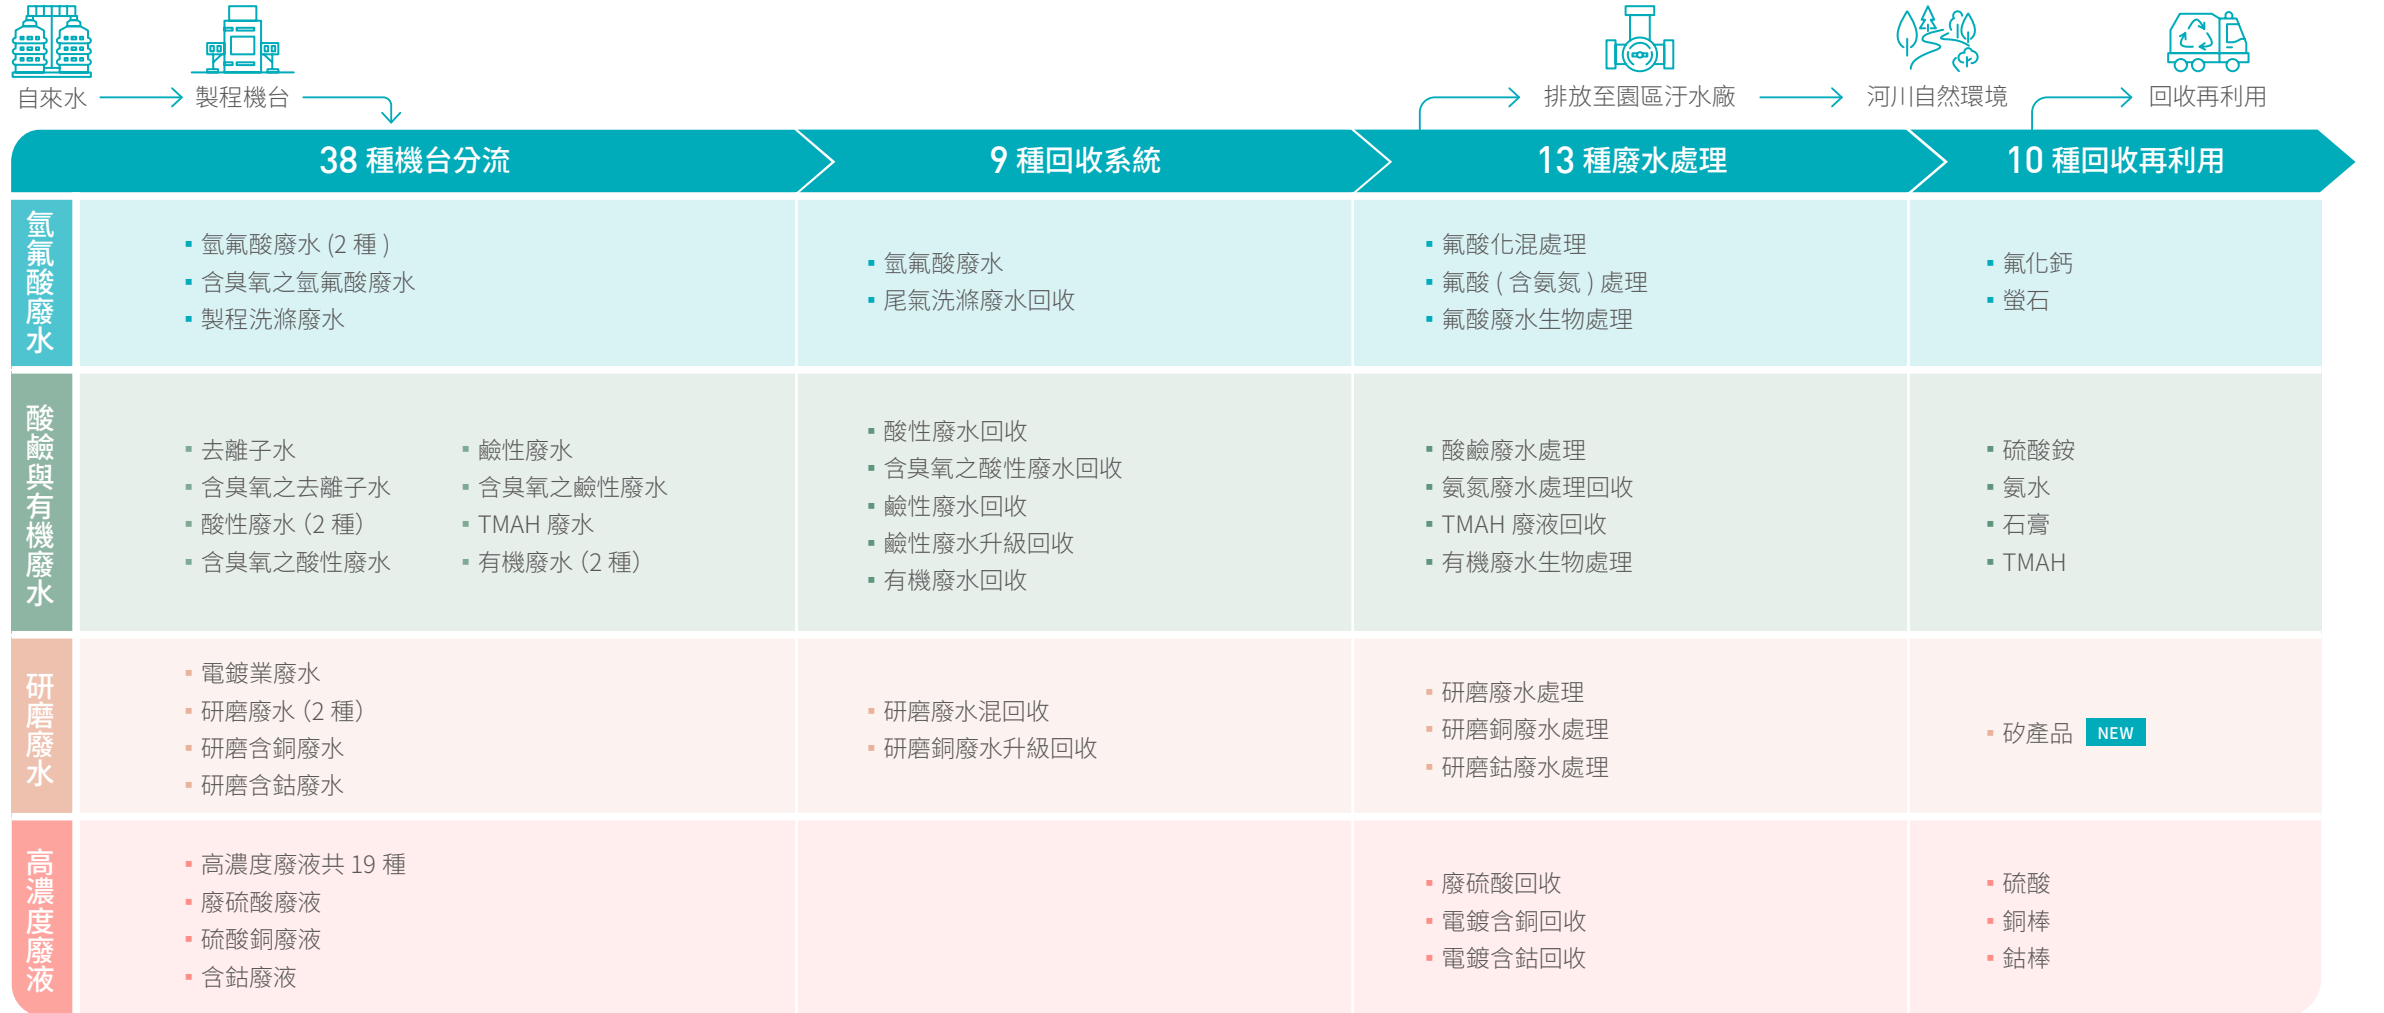 自來水
製程機台
排放至園區汙水廠
河川自然環境
回收再利用
38 種機台分流
9 種回收系統
13 種廢水處理
10 種回收再利用
氫氟酸廢水
氫氟酸廢水 (2 種 )
含臭氧之氫氟酸廢水
製程洗滌廢水
氫氟酸廢水
尾氣洗滌廢水回收
氟酸化混處理
氟酸 ( 含氨氮 ) 處理
氟酸廢水生物處理
氟化鈣
螢石
酸鹼與有機廢水
去離子水
含臭氧之去離子水
酸性廢水（2 種）
含臭氧之酸性廢水
鹼性廢水
含臭氧之鹼性廢水
TMAH 廢水
有機廢水（2 種）
酸性廢水回收
含臭氧之酸性廢水回收
鹼性廢水回收
鹼性廢水升級回收
有機廢水回收
酸鹼廢水處理
氨氮廢水處理回收
TMAH 廢液回收
有機廢水生物處理
硫酸銨
氨水
石膏
TMAH
研磨廢水
電鍍業廢水
研磨廢水（2 種）
研磨含銅廢水
研磨含鈷廢水
研磨廢水混回收
研磨銅廢水升級回收
研磨廢水處理
研磨銅廢水處理
研磨鈷廢水處理
矽產品 NEW
高濃度廢液
高濃度廢液共 19 種
廢硫酸廢液
硫酸銅廢液
含鈷廢液
廢硫酸回收
電鍍含銅回收
電鍍含鈷回收
硫酸
銅棒
鈷棒